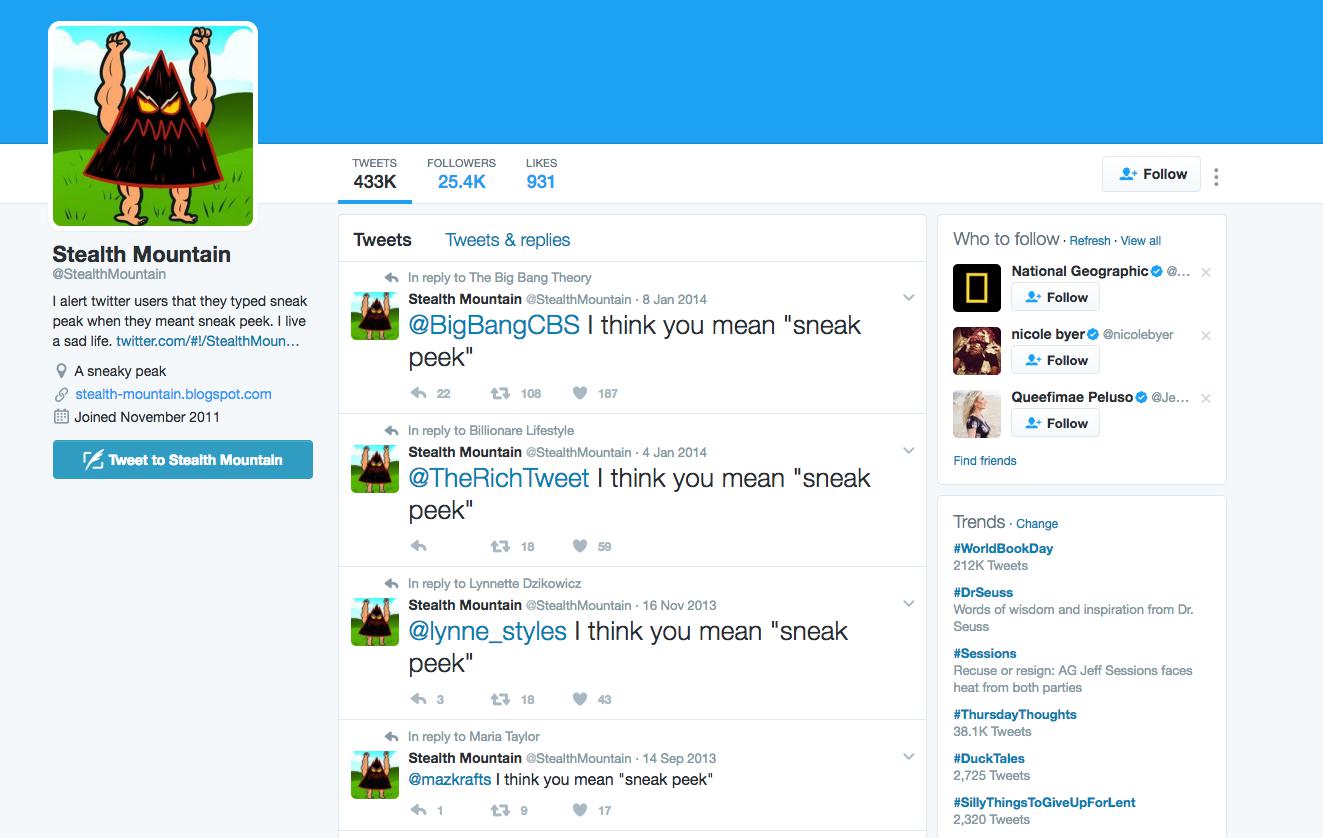 TWEETS
433K
FOLLOWERS
25.4K
LIKES
931
Follow
Stealth Mountain
@StealthMountain
I alert twitter users that they typed sneak
peak when they meant sneak peek. I live
a sad life. twitter.com/#!/StealthMoun…
A sneaky peak
stealth-mountain.blogspot.com
Joined November 2011
Tweet to Stealth Mountain
Tweets Tweets & replies
In reply to The Big Bang Theory
Stealth Mountain @StealthMountain · 8 Jan 2014
@BigBangCBS I think you mean "sneak
peek"
22 108 187
In reply to Billionare Lifestyle
Stealth Mountain @StealthMountain · 4 Jan 2014
@TheRichTweet I think you mean "sneak
peek"
18 59
In reply to Lynnette Dzikowicz
Stealth Mountain @StealthMountain · 16 Nov 2013
@lynne_styles I think you mean "sneak
peek"
3 18 43
In reply to Maria Taylor
Stealth Mountain @StealthMountain · 14 Sep 2013
@mazkrafts I think you mean "sneak peek"
1 9 17
Who to follow · Refresh · View all
National Geographic @...
Follow
nicole byer @nicolebyer
Follow
Queefimae Peluso @Je...
Follow
Find friends
Trends · Change
#WorldBookDay
212K Tweets
#DrSeuss
Words of wisdom and inspiration from Dr.
Seuss
#Sessions
Recuse or resign: AG Jeff Sessions faces
heat from both parties
#ThursdayThoughts
38.1K Tweets
#DuckTales
2,725 Tweets
#SillyThingsToGiveUpForLent
2,320 Tweets